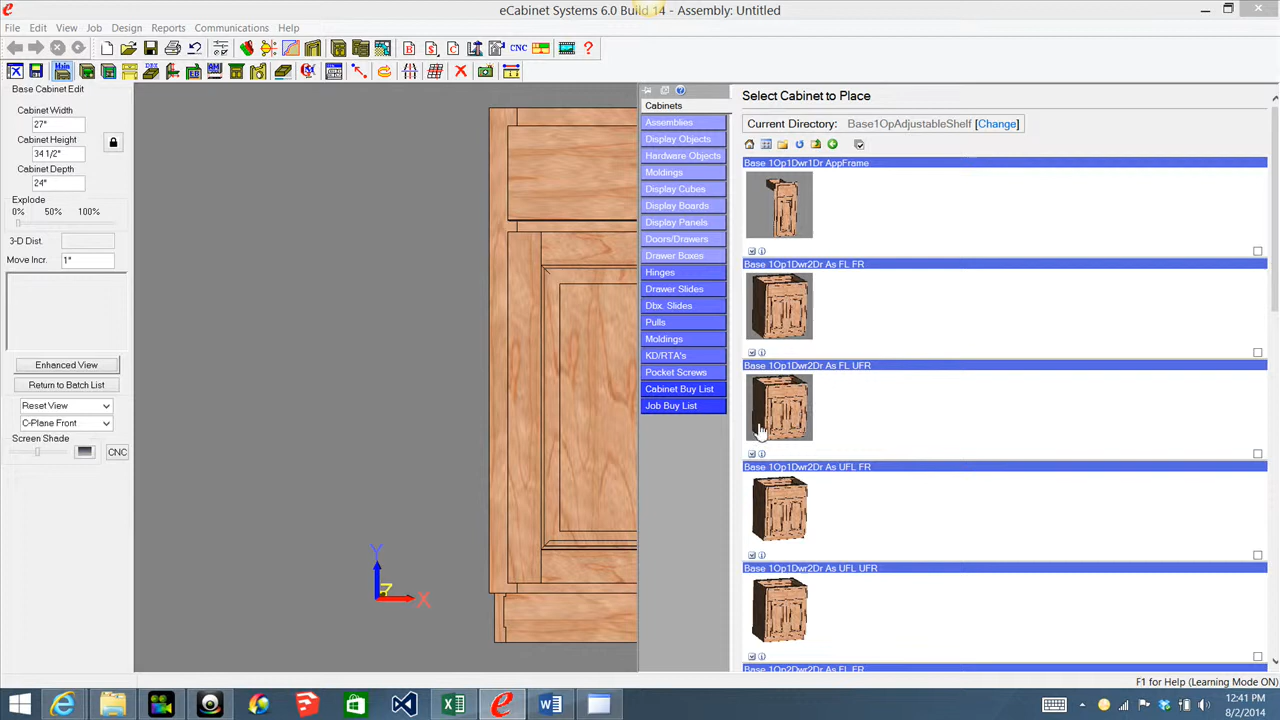 eCabinet Systems 6.0 Build 14 - Assembly: Untitled
File Edit View Job Design Reports Communications Help
CNC
Main
Base Cabinet Edit
Cabinet Width
27"
Cabinet Height
34 1/2"
Cabinet Depth
24"
Explode
0% 50% 100%
3-D Dist.
Move Incr. 1"
Enhanced View
Return to Batch List
Reset View
C-Plane Front
Screen Shade
CNC
Y
Z
X
Cabinets
Assemblies
Display Objects
Hardware Objects
Moldings
Display Cubes
Display Boards
Display Panels
Doors/Drawers
Drawer Boxes
Hinges
Drawer Slides
Dbx. Slides
Pulls
Moldings
KD/RTA's
Pocket Screws
Cabinet Buy List
Job Buy List
Select Cabinet to Place
Current Directory: Base1OpAdjustableShelf [Change]
Base 1Op1Dwr1Dr AppFrame
Base 1Op1Dwr2Dr As FL FR
Base 1Op1Dwr2Dr As FL UFR
Base 1Op1Dwr2Dr As UFL FR
Base 1Op1Dwr2Dr As UFL UFR
Base 1Op2Dwr2Dr As FL FR
F1 for Help (Learning Mode ON)
12:41 PM
8/2/2014